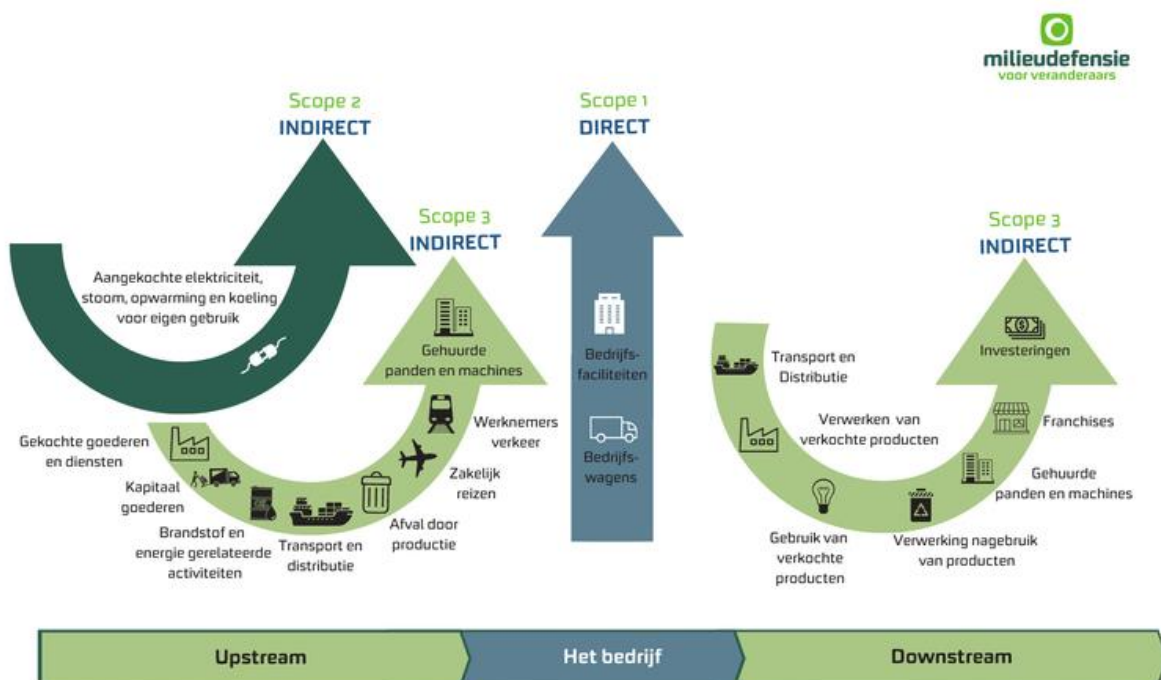 milieudefensie
voor veranderaars
Scope 2
INDIRECT
Aangekochte elektriciteit,
stoom, opwarming en koeling
voor eigen gebruik
Scope 3
INDIRECT
Gehuurde
panden en machines
Werknemers
verkeer
Zakelijk
reizen
Afval door
productie
Transport en
distributie
Brandstof en
energie gerelateerde
activiteiten
Kapitaal
goederen
Gekochte goederen
en diensten
Scope 1
DIRECT
Bedrijfs-
faciliteiten
Bedrijfs-
wagens
Scope 3
INDIRECT
Transport en
Distributie
Verwerken van
verkochte producten
Gebruik van
verkochte
producten
Verwerking nagebruik
van producten
Gehuurde
panden en machines
Franchises
Investeringen
Upstream
Het bedrijf
Downstream